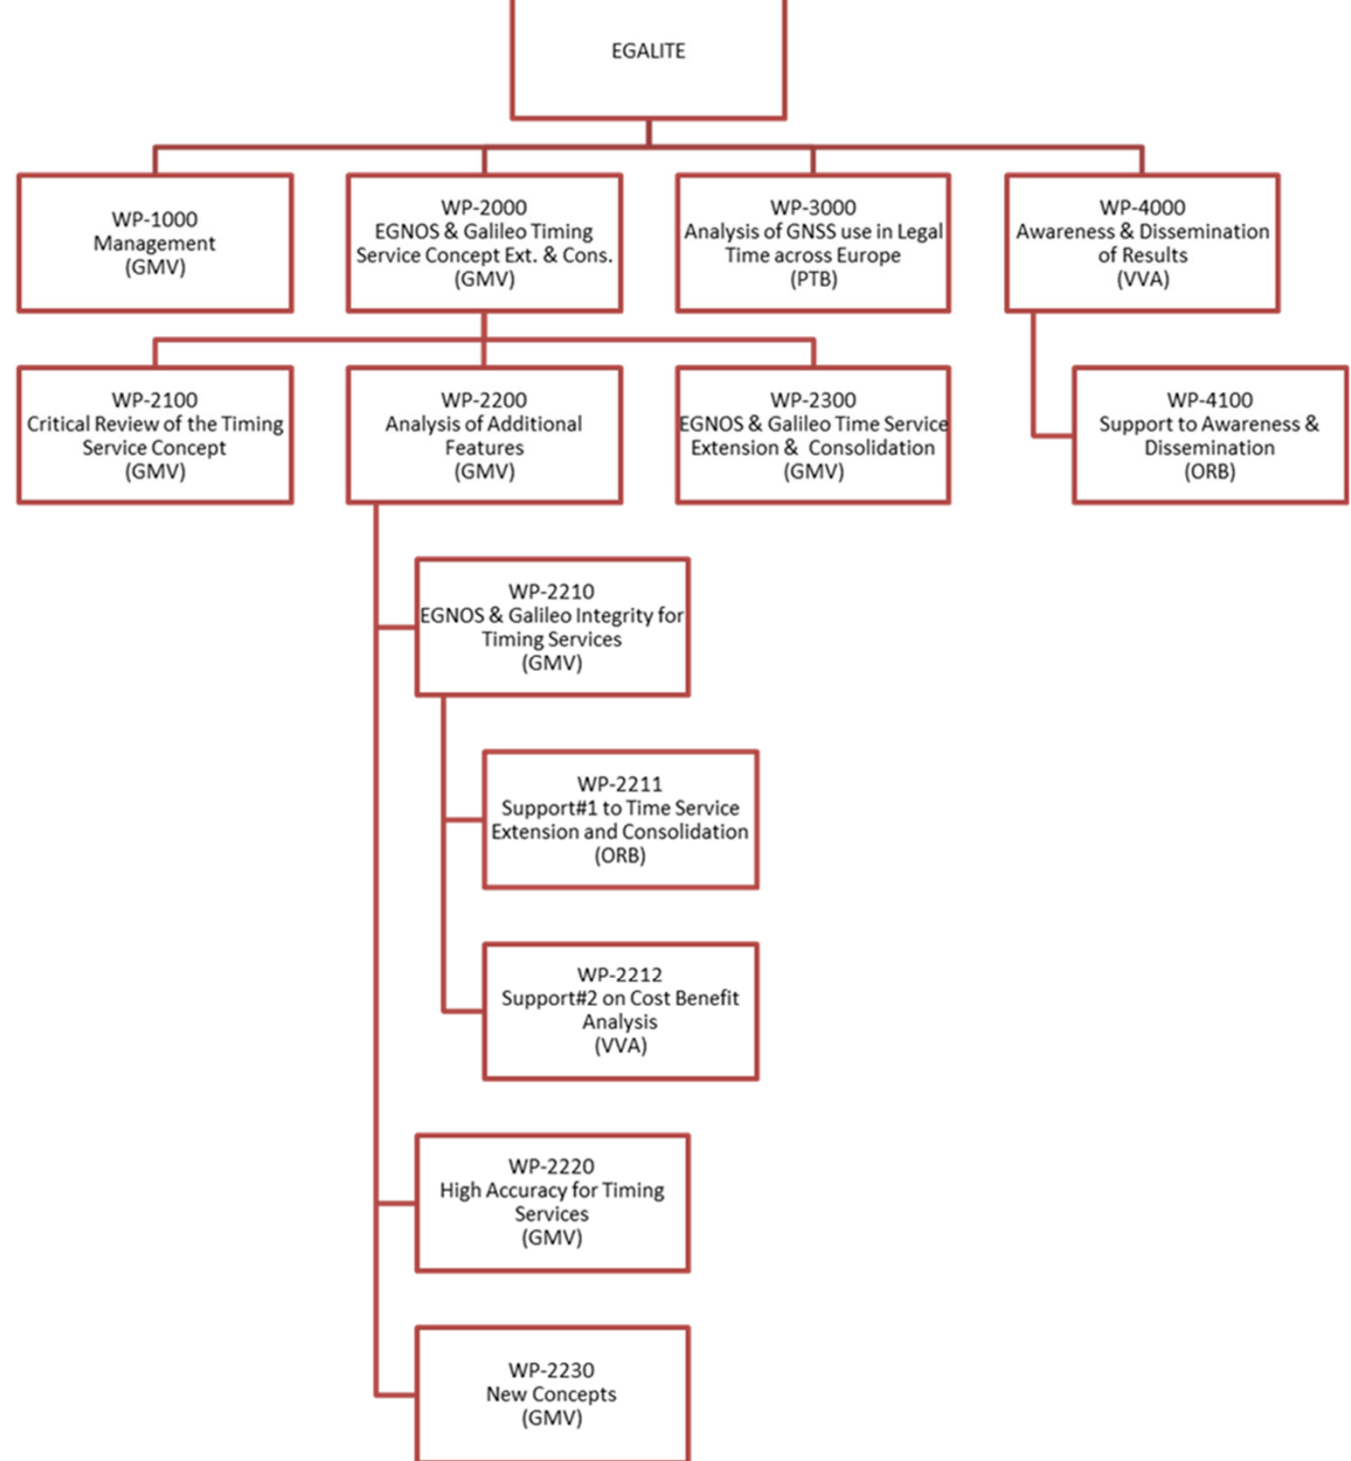 EGALITE
WP-1000
Management
(GMV)
WP-2000
EGNOS & Galileo Timing
Service Concept Ext. & Cons.
(GMV)
WP-3000
Analysis of GNSS use in Legal
Time across Europe
(PTB)
WP-4000
Awareness & Dissemination
of Results
(VVA)
WP-2100
Critical Review of the Timing
Service Concept
(GMV)
WP-2200
Analysis of Additional
Features
(GMV)
WP-2300
EGNOS & Galileo Time Service
Extension & Consolidation
(GMV)
WP-4100
Support to Awareness &
Dissemination
(ORB)
WP-2210
EGNOS & Galileo Integrity for
Timing Services
(GMV)
WP-2211
Support#1 to Time Service
Extension and Consolidation
(ORB)
WP-2212
Support#2 on Cost Benefit
Analysis
(VVA)
WP-2220
High Accuracy for Timing
Services
(GMV)
WP-2230
New Concepts
(GMV)